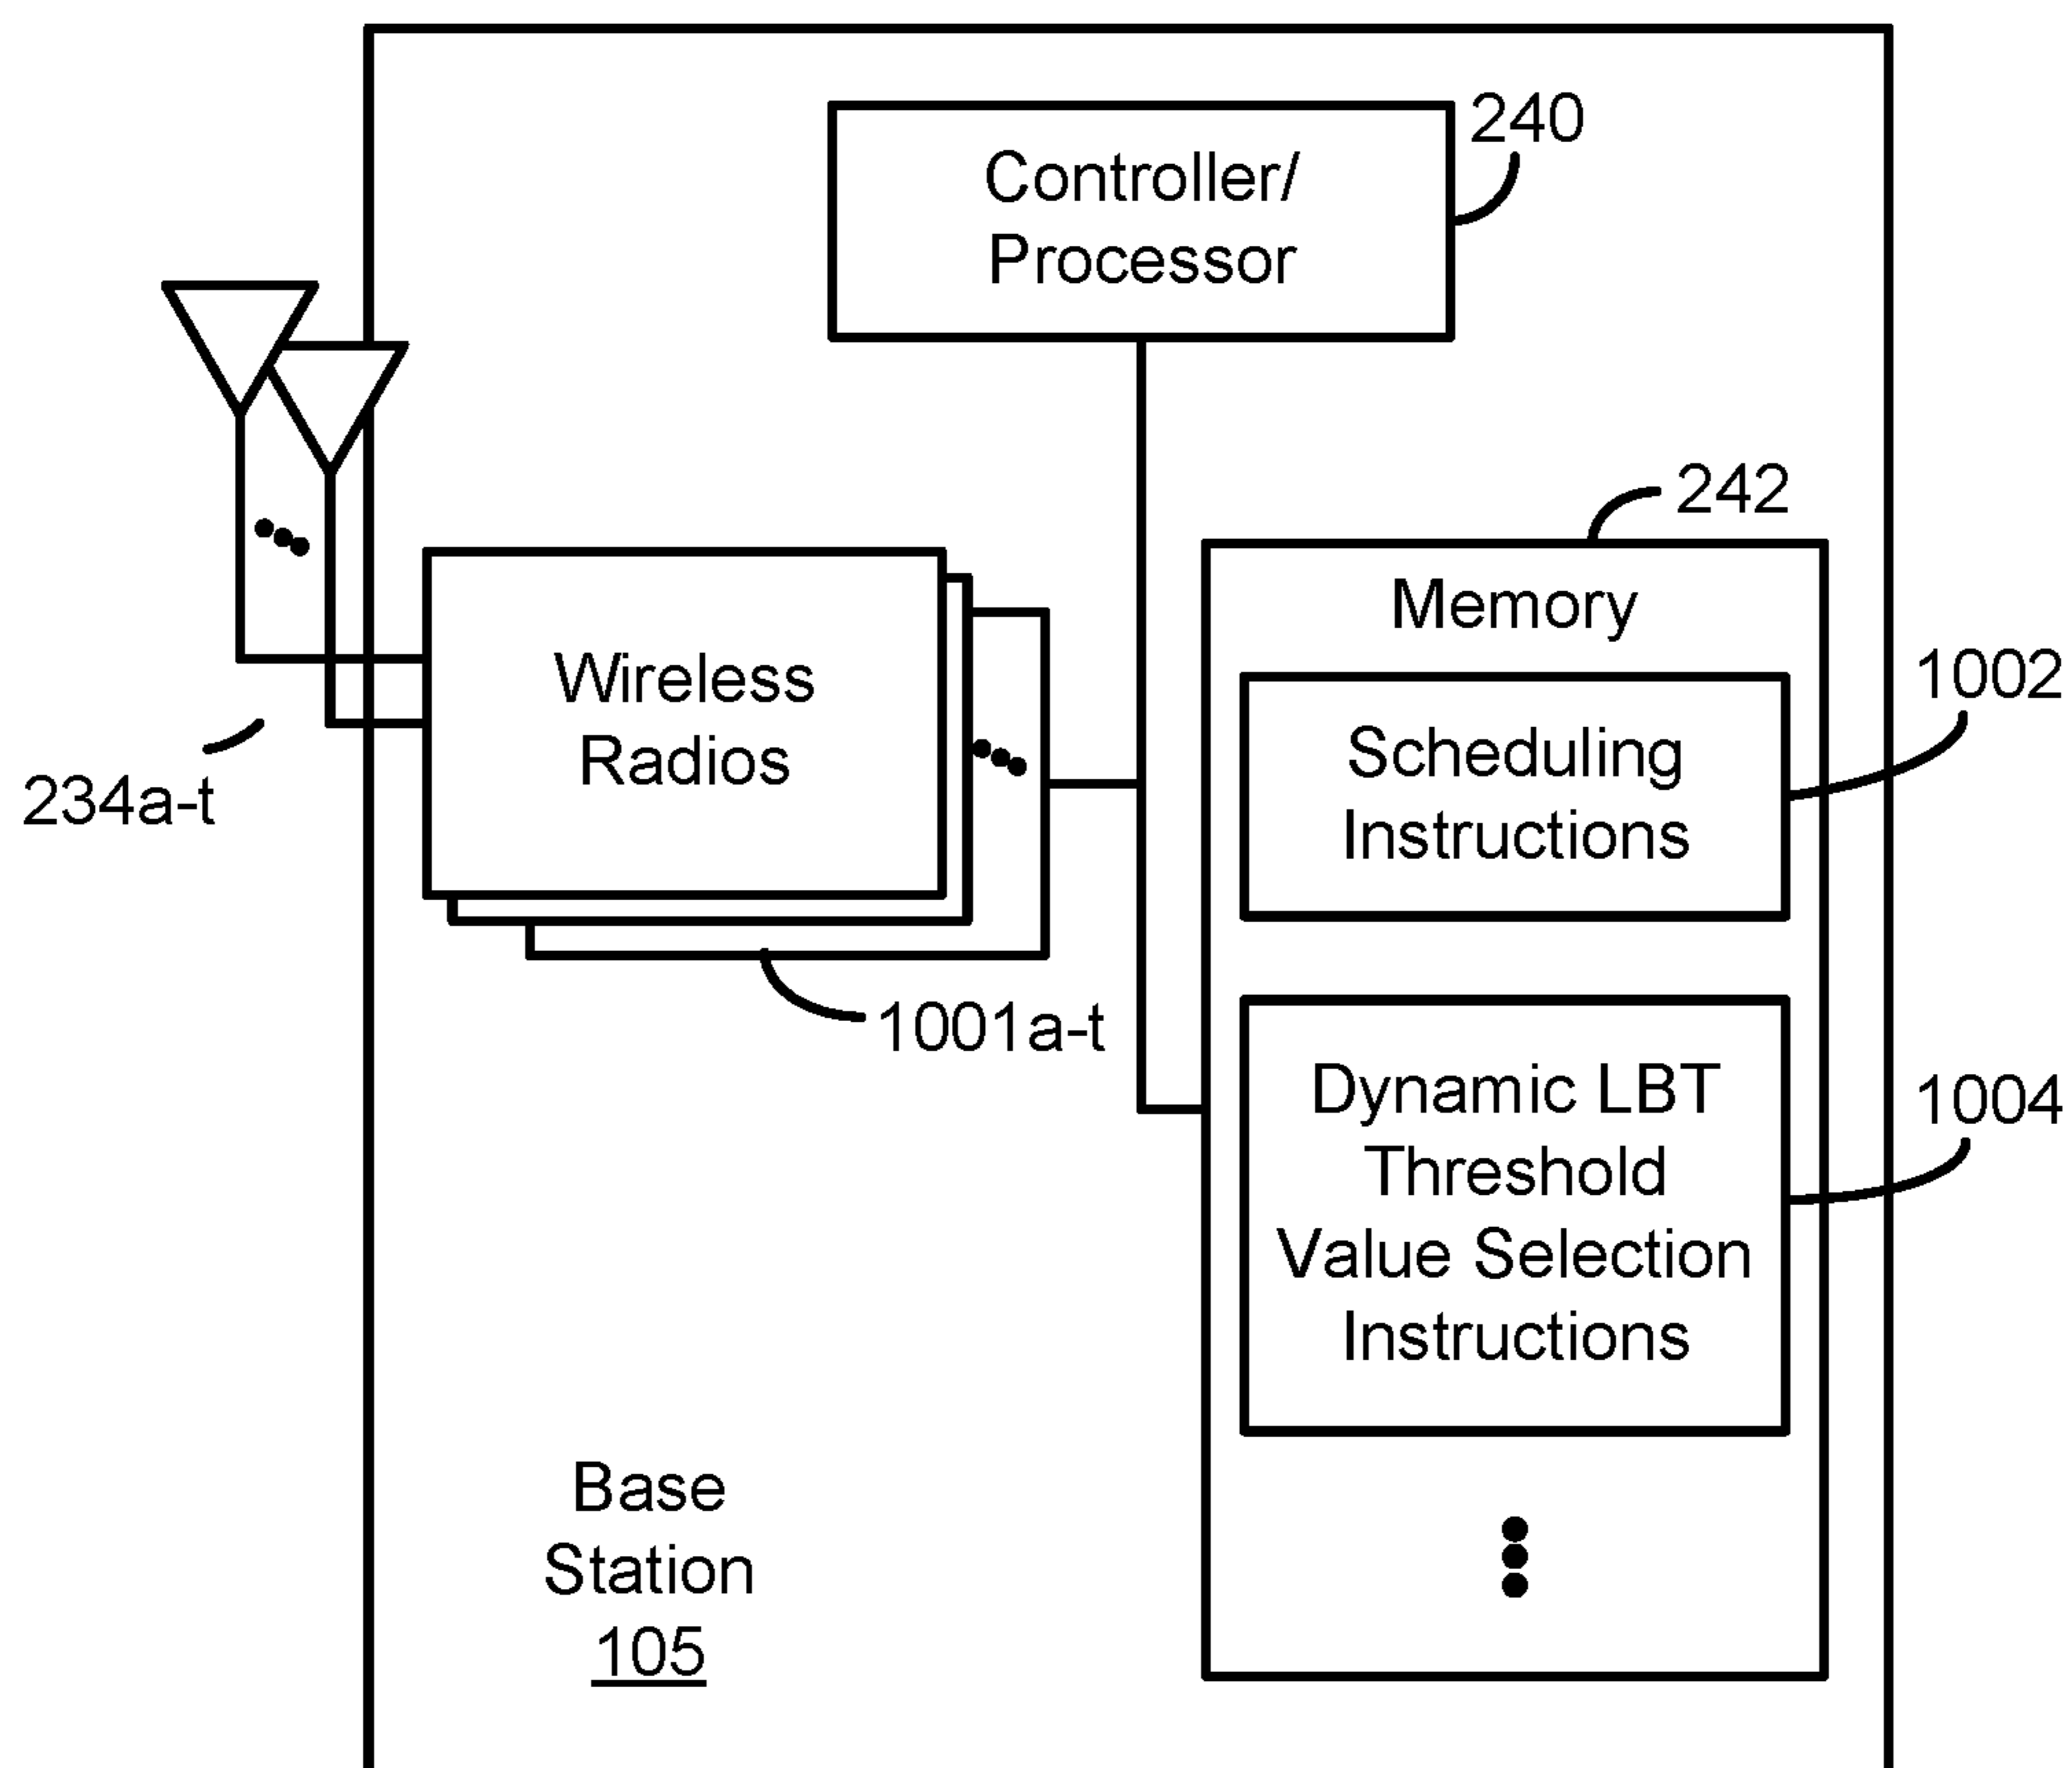 240
Controller/
Processor
242
Memory
1002
Scheduling
Instructions
Wireless
Radios
234a-t
1001a-t
1004
Dynamic LBT
Threshold
Value Selection
Instructions
Base
Station
105